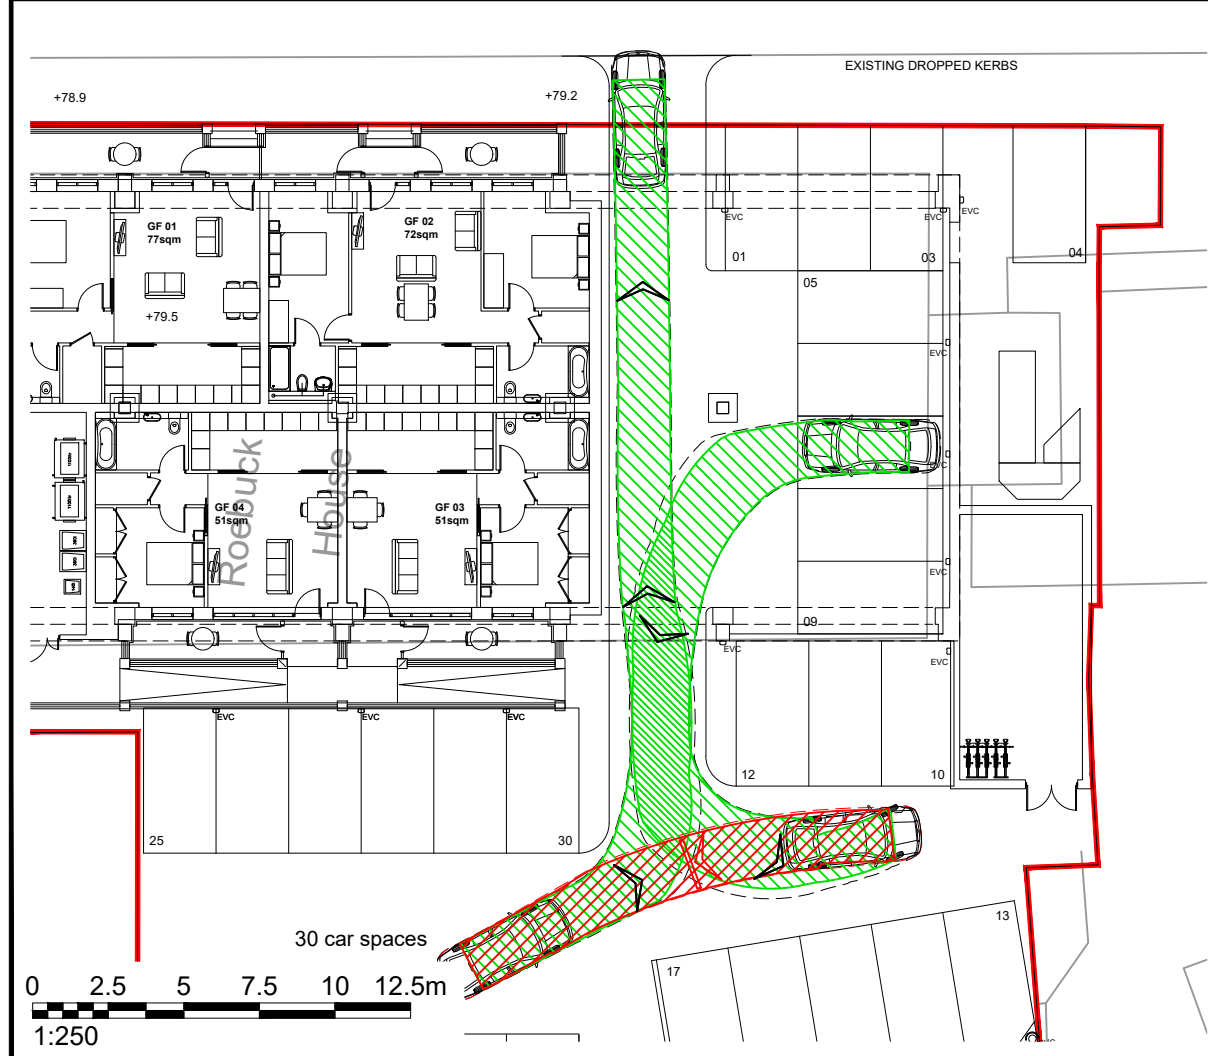 EXISTING DROPPED KERBS
+78.9
+79.2
EVC
EVC
EVC
GF 01
77sqm
GF 02
72sqm
01
03
04
05
+79.5
EVC
Roebuck
House
EVC
GF 04
51sqm
GF 03
51sqm
EVC
09
EVC
EVC
EVC
EVC
EVC
12
10
25
30
13
30 car spaces
17
0 2.5 5 7.5 10 12.5m
1:250
EVC